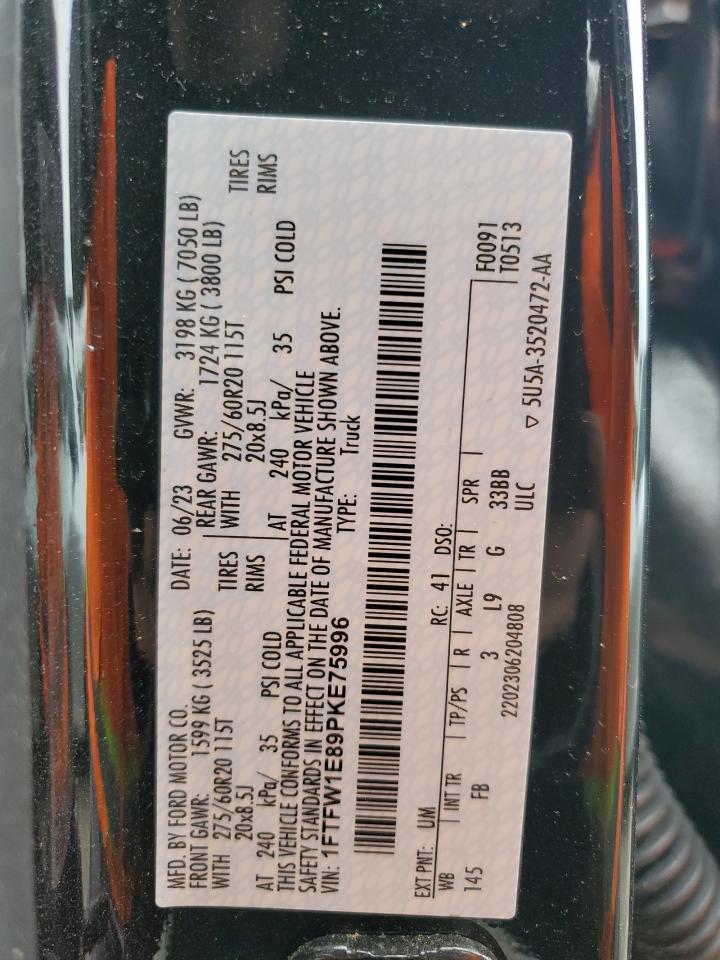 MFD. BY FORD MOTOR CO.
DATE: 06/23 GVWR: 3198 KG ( 7050 LB)
FRONT GAWR: 1599 KG ( 3525 LB)
REAR GAWR: 1724 KG ( 3800 LB)
WITH 275/60R20 115T TIRES
WITH 275/60R20 115T TIRES
20x8.5J RIMS
20x8.5J RIMS
AT 240 kPa/ 35 PSI COLD
AT 240 kPa/ 35 PSI COLD
THIS VEHICLE CONFORMS TO ALL APPLICABLE FEDERAL MOTOR VEHICLE
SAFETY STANDARDS IN EFFECT ON THE DATE OF MANUFACTURE SHOWN ABOVE.
VIN: 1FTFW1E89PKE75996 TYPE: Truck
EXT PNT: UM RC: 41 DSO: F0091
T0513
WB INT TR TP/PS R AXLE TR SPR
145 FB 3 L9 G 33BB
2202306204808 ULC ▽ 5U5A-3520472-AA